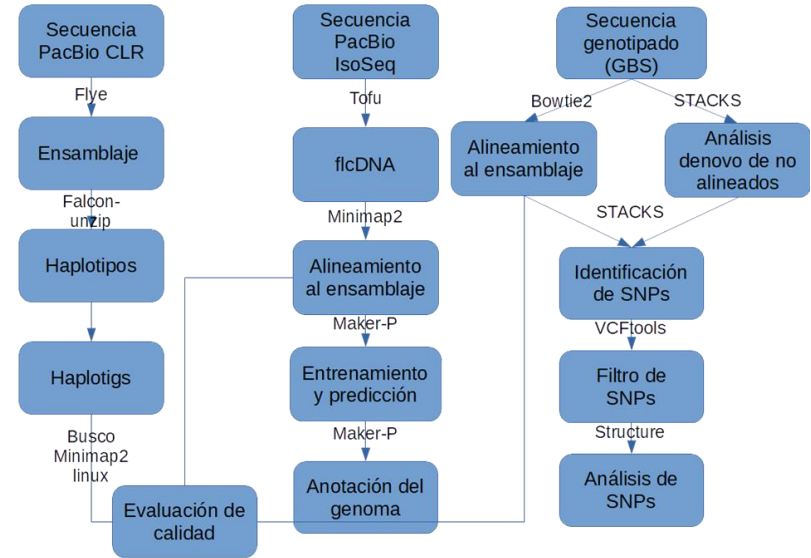 Secuencia
PacBio CLR
Flye
Ensamblaje
Falcon-
unzip
Haplotipos
Haplotigs
Busco
Minimap2
linux
Evaluación de
calidad
Secuencia
PacBio
IsoSeq
Tofu
flcDNA
Minimap2
Alineamiento
al ensamblaje
Maker-P
Entrenamiento
y predicción
Maker-P
Anotación del
genoma
Secuencia
genotipado
(GBS)
Bowtie2
STACKS
Alineamiento
al ensamblaje
Análisis
denovo de no
alineados
STACKS
Identificación
de SNPs
VCFtools
Filtro de
SNPs
Structure
Análisis de
SNPs